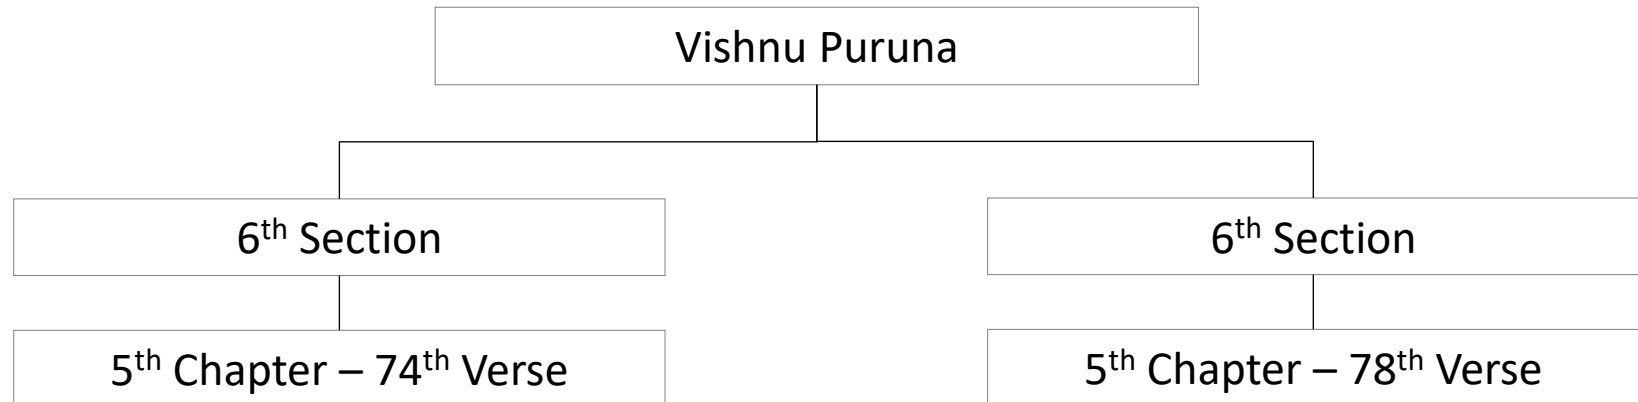 Vishnu Puruna
6th Section
6th Section
5th Chapter – 74th Verse
5th Chapter – 78th Verse